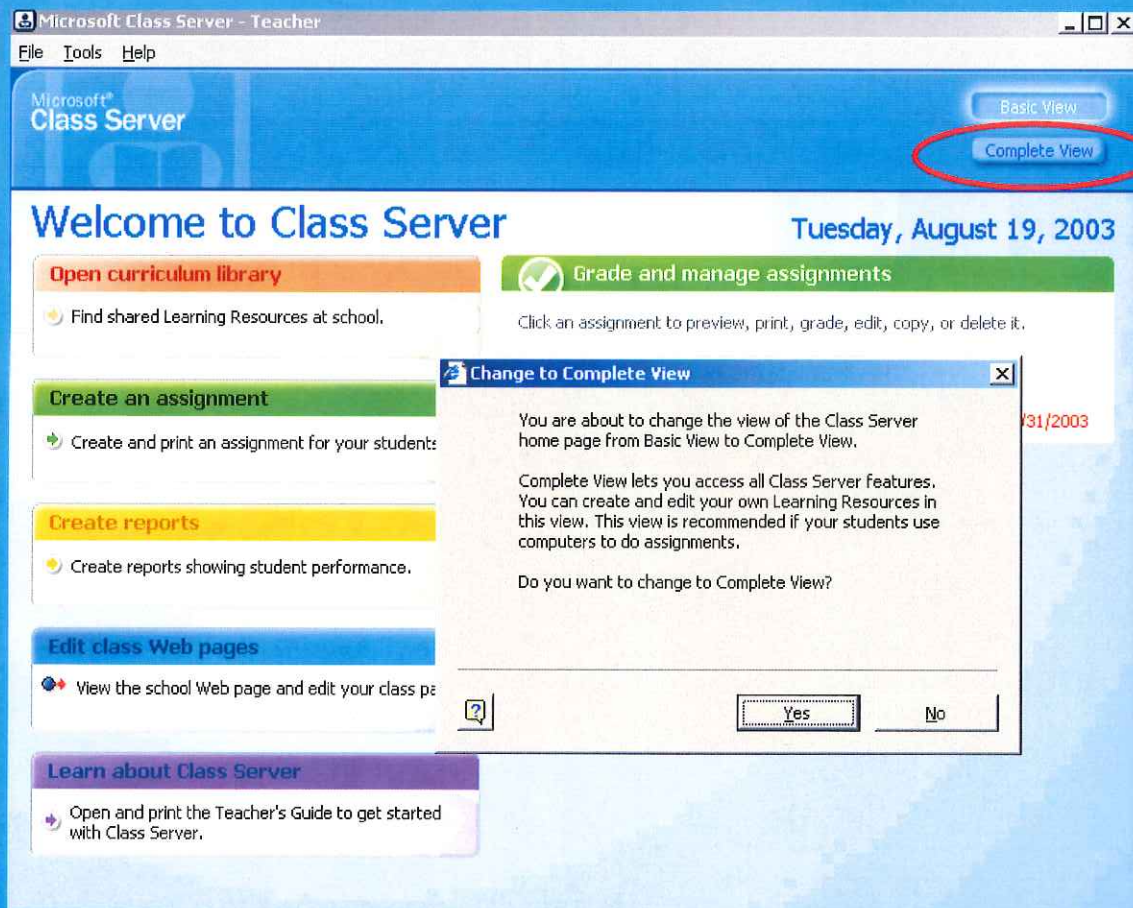 Microsoft Class Server - Teacher
File Tools Help
Microsoft®
Class Server
Basic View
Complete View
Welcome to Class Server
Tuesday, August 19, 2003
Open curriculum library
Find shared Learning Resources at school.
Create an assignment
Create and print an assignment for your students
Create reports
Create reports showing student performance.
Edit class Web pages
View the school Web page and edit your class pa
Learn about Class Server
Open and print the Teacher's Guide to get started
with Class Server.
Grade and manage assignments
Click an assignment to preview, print, grade, edit, copy, or delete it.
/31/2003
Change to Complete View
You are about to change the view of the Class Server
home page from Basic View to Complete View.
Complete View lets you access all Class Server features.
You can create and edit your own Learning Resources in
this view. This view is recommended if your students use
computers to do assignments.
Do you want to change to Complete View?
Yes
No